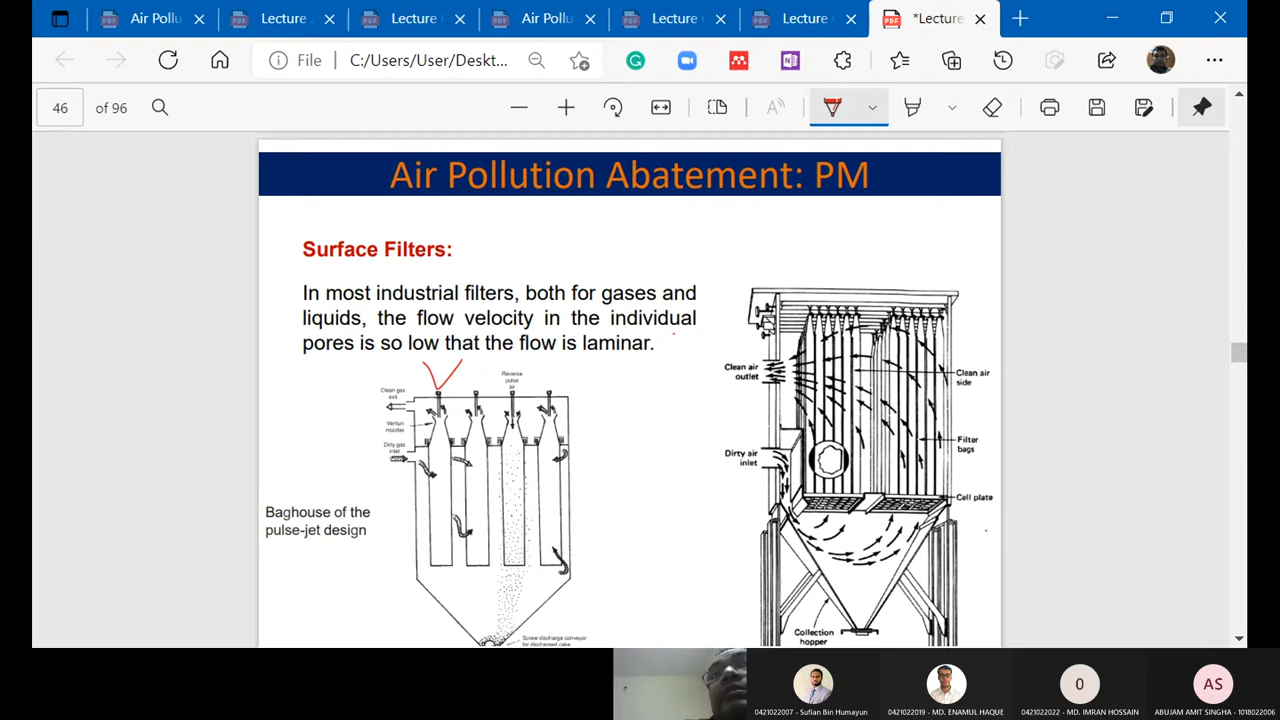 Air Pollu
Lecture
Lecture
Air Pollu
Lecture
Lecture
*Lecture
File
C:/Users/User/Deskt...
46
of 96
Air Pollution Abatement: PM
Surface Filters:
In most industrial filters, both for gases and
liquids, the flow velocity in the individual
pores is so low that the flow is laminar.
Clean gas
exit
Venturi
nozzles
Dirty gas
inlet
Reverse
pulse
air
Baghouse of the
pulse-jet design
Screw discharge conveyor
for discharged cake
Clean air
outlet
Clean air
side
Dirty air
inlet
Filter
bags
Cell plate
Collection
hopper
0
AS
0421022007 - Sufian Bin Humayun
0421022019 - MD. ENAMUL HAQUE
0421022022 - MD. IMRAN HOSSAIN
ABUJAM AMIT SINGHA - 1018022006